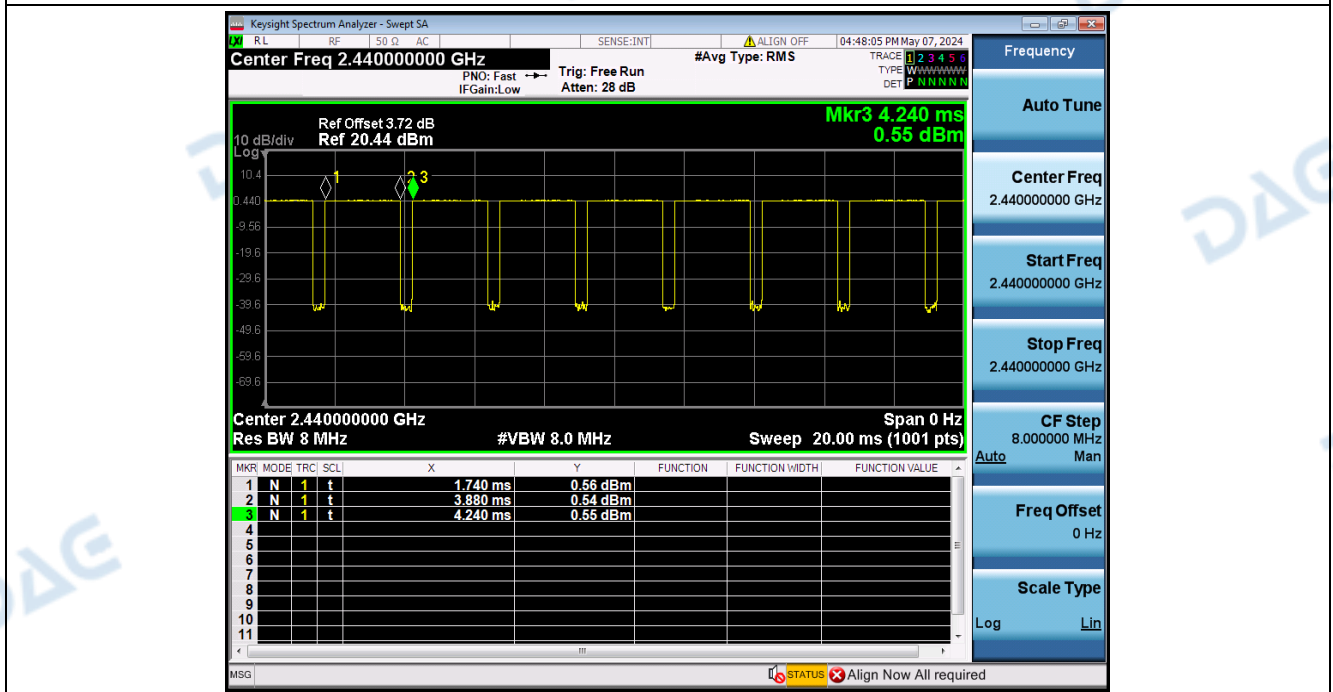 Keysight Spectrum Analyzer - Swept SA
LXI RL RF 50 Ω AC SENSE:INT ALIGN OFF 04:48:05 PM May 07, 2024
Center Freq 2.440000000 GHz
#Avg Type: RMS
TRACE 1 2 3 4 5 6
PNO: Fast Trig: Free Run
TYPE WWWWWW
IFGain:Low Atten: 28 dB
DET P N N N N N
Mkr3 4.240 ms
0.55 dBm
Ref Offset 3.72 dB
10 dB/div Ref 20.44 dBm
Log
10.4
0.440
-9.56
-19.6
-29.6
-39.6
-49.6
-59.6
-69.6
1
2 3
Center 2.440000000 GHz Span 0 Hz
Res BW 8 MHz #VBW 8.0 MHz Sweep 20.00 ms (1001 pts)
MKR MODE TRC SCL X Y FUNCTION FUNCTION WIDTH FUNCTION VALUE
1 N 1 t 1.740 ms 0.56 dBm
2 N 1 t 3.880 ms 0.54 dBm
3 N 1 t 4.240 ms 0.55 dBm
4
5
6
7
8
9
10
11
MSG STATUS Align Now All required
Frequency
Auto Tune
Center Freq
2.440000000 GHz
Start Freq
2.440000000 GHz
Stop Freq
2.440000000 GHz
CF Step
8.000000 MHz
Auto Man
Freq Offset
0 Hz
Scale Type
Log Lin
DAG
DAG